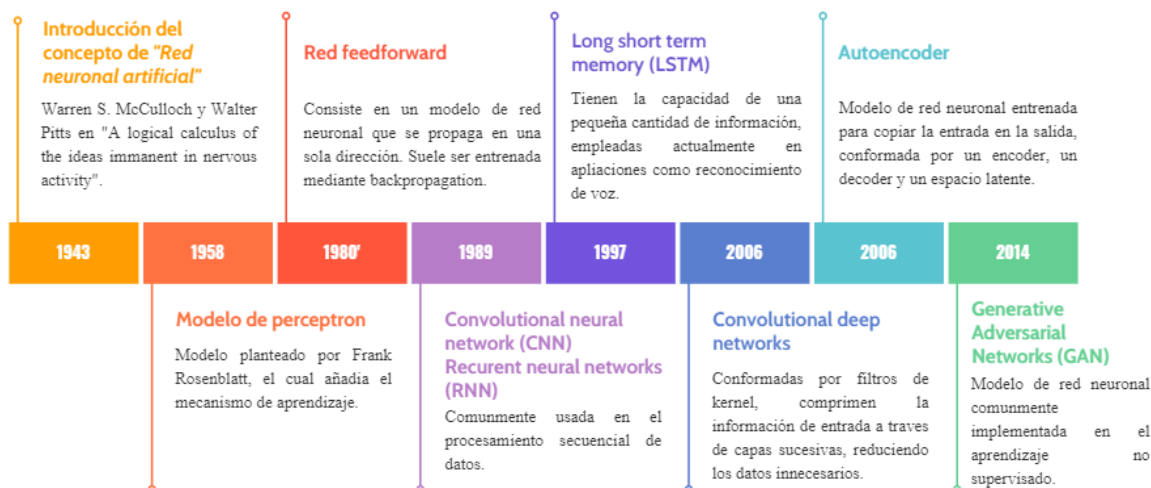 Introducción del
concepto de "Red
neuronal artificial"
Warren S. McCulloch y Walter
Pitts en "A logical calculus of
the ideas immanent in nervous
activity".
Red feedforward
Consiste en un modelo de red
neuronal que se propaga en una
sola dirección. Suele ser entrenada
mediante backpropagation.
Long short term
memory (LSTM)
Tienen la capacidad de una
pequeña cantidad de información,
empleadas actualmente en
apliaciones como reconocimiento
de voz.
Autoencoder
Modelo de red neuronal entrenada
para copiar la entrada en la salida,
conformada por un encoder, un
decoder y un espacio latente.
1943
1958
1980'
1989
1997
2006
2006
2014
Modelo de perceptron
Modelo planteado por Frank
Rosenblatt, el cual añadia el
mecanismo de aprendizaje.
Convolutional neural
network (CNN)
Recurent neural networks
(RNN)
Comunmente usada en el
procesamiento secuencial de
datos.
Convolutional deep
networks
Conformadas por filtros de
kernel, comprimen la
información de entrada a traves
de capas sucesivas, reduciendo
los datos innecesarios.
Generative
Adversarial
Networks (GAN)
Modelo de red neuronal
comunmente
implementada en el
aprendizaje no
supervisado.